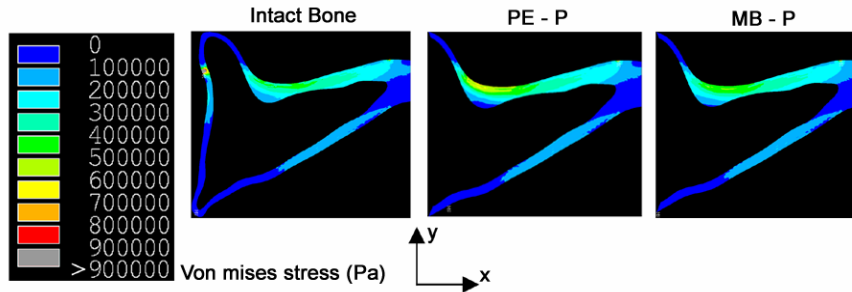 Intact Bone
PE - P
MB - P
0
100000
200000
300000
400000
500000
600000
700000
800000
900000
>900000
Von mises stress (Pa)
y
x